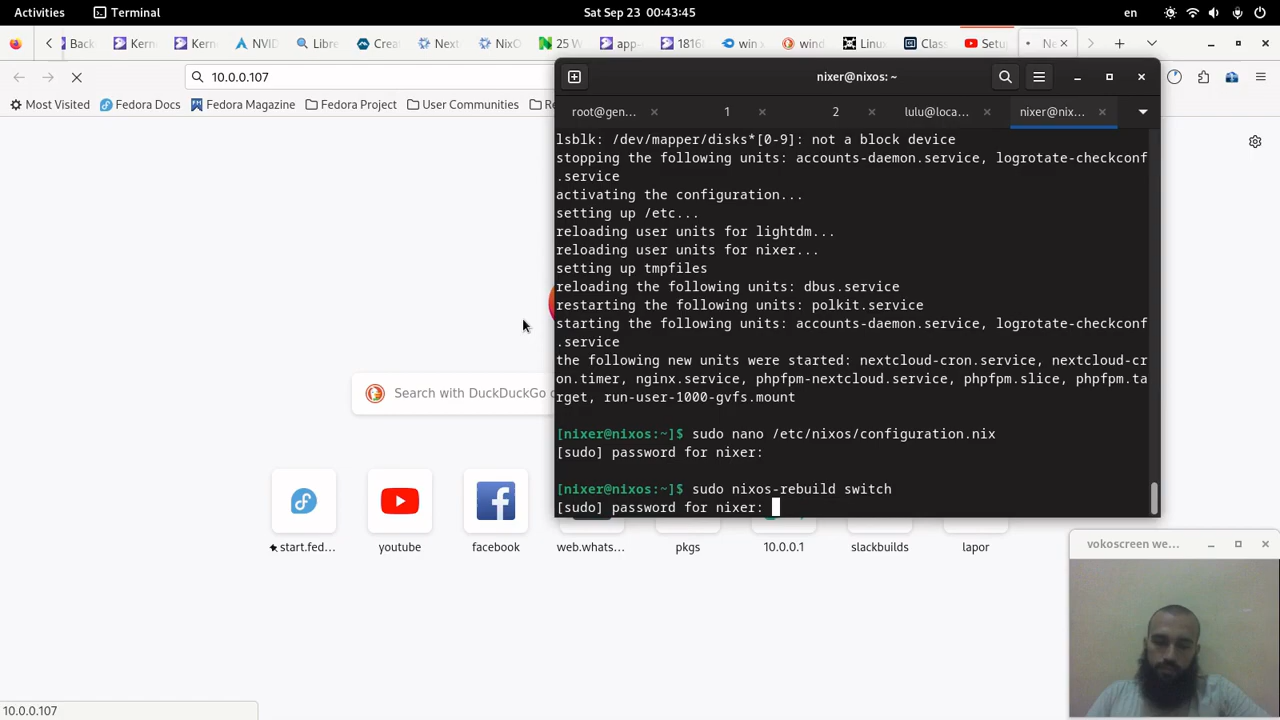 Activities
Terminal
Sat Sep 23 00:43:45
en
Back
Kern
Kerne
NVID
Libre
Crea
Next
NixO
25 W
app-
1816
win x
wind
Linu
Class
Setu
Ne
10.0.0.107
Most Visited
Fedora Docs
Fedora Magazine
Fedora Project
User Communities
nixer@nixos: ~
root@gen...
1
2
lulu@loca...
nixer@nix...
lsblk: /dev/mapper/disks*[0-9]: not a block device
stopping the following units: accounts-daemon.service, logrotate-checkconf
.service
activating the configuration...
setting up /etc...
reloading user units for lightdm...
reloading user units for nixer...
setting up tmpfiles
reloading the following units: dbus.service
restarting the following units: polkit.service
starting the following units: accounts-daemon.service, logrotate-checkconf
.service
the following new units were started: nextcloud-cron.service, nextcloud-cr
on.timer, nginx.service, phpfpm-nextcloud.service, phpfpm.slice, phpfpm.ta
rget, run-user-1000-gvfs.mount
[nixer@nixos:~]$ sudo nano /etc/nixos/configuration.nix
[sudo] password for nixer:
[nixer@nixos:~]$ sudo nixos-rebuild switch
[sudo] password for nixer:
Search with DuckDuckGo o
start.fed...
youtube
facebook
web.whats...
pkgs
10.0.0.1
slackbuilds
lapor
vokoscreen we...
10.0.0.107